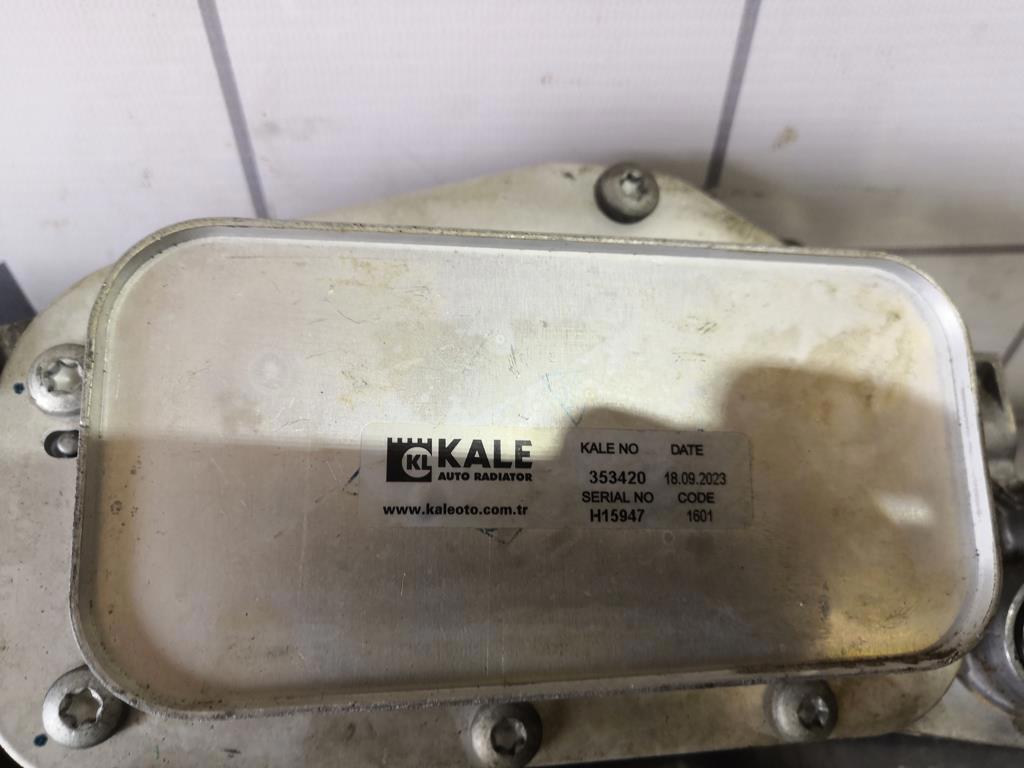 KL KALE
AUTO RADIATOR
www.kaleoto.com.tr
KALE NO DATE
353420 18.09.2023
SERIAL NO CODE
H15947 1601